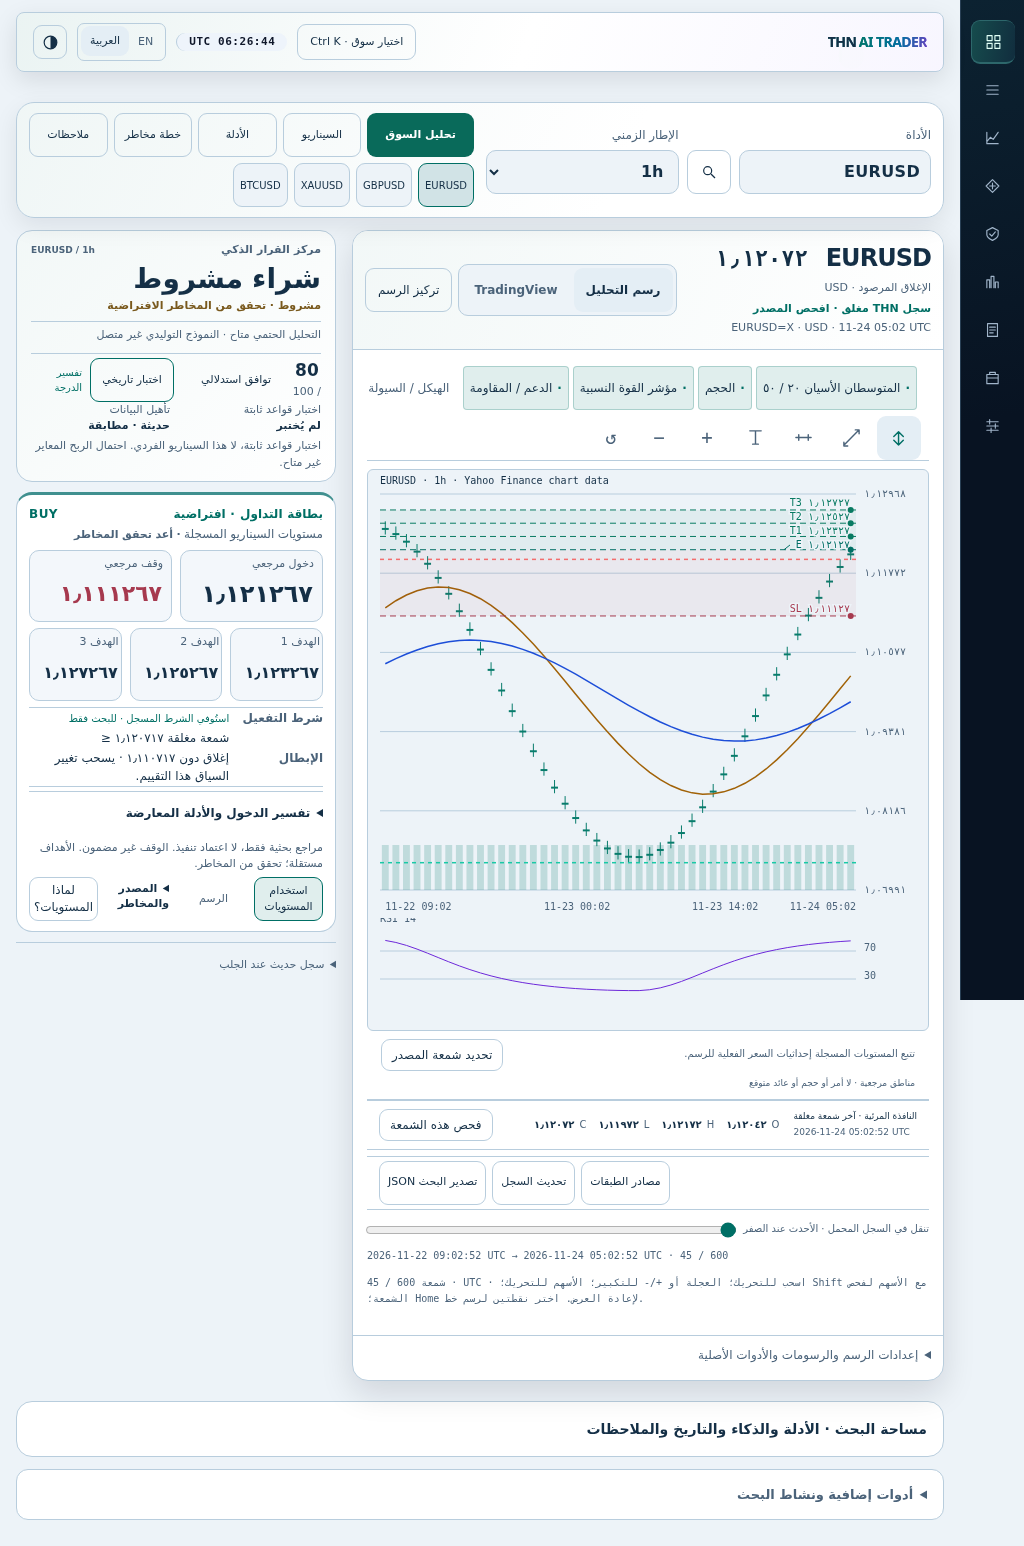 THN AI TRADER
اختيار سوق · Ctrl K
UTC 06:26:44
EN
العربية
الأداة
EURUSD
الإطار الزمني
1h
تحليل السوق
السيناريو
الأدلة
خطة مخاطر
ملاحظات
EURUSD
GBPUSD
XAUUSD
BTCUSD
EURUSD ١٫١٢٠٧٢
الإغلاق المرصود · USD
سجل THN مغلق · افحص المصدر
EURUSD=X · USD · 11-24 05:02 UTC
رسم التحليل
TradingView
تركيز الرسم
· المتوسطان الأسيان ٢٠ / ٥٠
· الحجم
· مؤشر القوة النسبية
· الدعم / المقاومة
الهيكل / السيولة
EURUSD · 1h · Yahoo Finance chart data
١٫١٢٩٦٨
T3 ١٫١٢٧٢٧
T2 ١٫١٢٥٢٧
T1 ١٫١٢٣٢٧
E ١٫١٢١٢٧
١٫١١٧٧٢
SL ١٫١١١٢٧
١٫١٠٥٧٧
١٫٠٩٣٨١
١٫٠٨١٨٦
١٫٠٦٩٩١
11-22 09:02
11-23 00:02
11-23 14:02
11-24 05:02
RSI 14
70
30
تتبع المستويات المسجلة إحداثيات السعر الفعلية للرسم.
تحديد شمعة المصدر
مناطق مرجعية · لا أمر أو حجم أو عائد متوقع
النافذة المرئية · آخر شمعة مغلقة
2026-11-24 05:02:52 UTC
O ١٫١٢٠٤٢ H ١٫١٢١٧٢ L ١٫١١٩٧٢ C ١٫١٢٠٧٢
فحص هذه الشمعة
مصادر الطبقات
تحديث السجل
تصدير البحث JSON
تنقل في السجل المحمل · الأحدث عند الصفر
2026-11-22 09:02:52 UTC → 2026-11-24 05:02:52 UTC · 45 / 600
45 / 600 شمعة · UTC · اسحب للتحريك؛ العجلة أو +/- للتكبير؛ الأسهم للتحريك؛ Shift مع الأسهم لفحص
الشمعة؛ Home لإعادة العرض. اختر نقطتين لرسم خط.
إعدادات الرسم والرسومات والأدوات الأصلية
مركز القرار الذكي
EURUSD / 1h
شراء مشروط
مشروط · تحقق من المخاطر الافتراضية
التحليل الحتمي متاح · النموذج التوليدي غير متصل
80
/ 100
توافق استدلالي
اختبار تاريخي
تفسير
الدرجة
اختبار قواعد ثابتة
لم يُختبر
تأهيل البيانات
حديثة · مطابقة
اختبار قواعد ثابتة، لا هذا السيناريو الفردي. احتمال الربح المعاير
غير متاح.
بطاقة التداول · افتراضية
BUY
مستويات السيناريو المسجلة · أعد تحقق المخاطر
دخول مرجعي
١٫١٢١٢٦٧
وقف مرجعي
١٫١١١٢٦٧
الهدف 1
١٫١٢٣٢٦٧
الهدف 2
١٫١٢٥٢٦٧
الهدف 3
١٫١٢٧٢٦٧
شرط التفعيل
استُوفي الشرط المسجل · للبحث فقط
شمعة مغلقة ١٫١٢٠٧١٧ ≤
الإبطال
إغلاق دون ١٫١١٠٧١٧ · يسحب تغيير
السياق هذا التقييم.
تفسير الدخول والأدلة المعارضة
مراجع بحثية فقط، لا اعتماد تنفيذ. الوقف غير مضمون. الأهداف
مستقلة؛ تحقق من المخاطر.
استخدام
المستويات
الرسم
المصدر
والمخاطر
لماذا
المستويات؟
سجل حديث عند الجلب
مساحة البحث · الأدلة والذكاء والتاريخ والملاحظات
أدوات إضافية ونشاط البحث